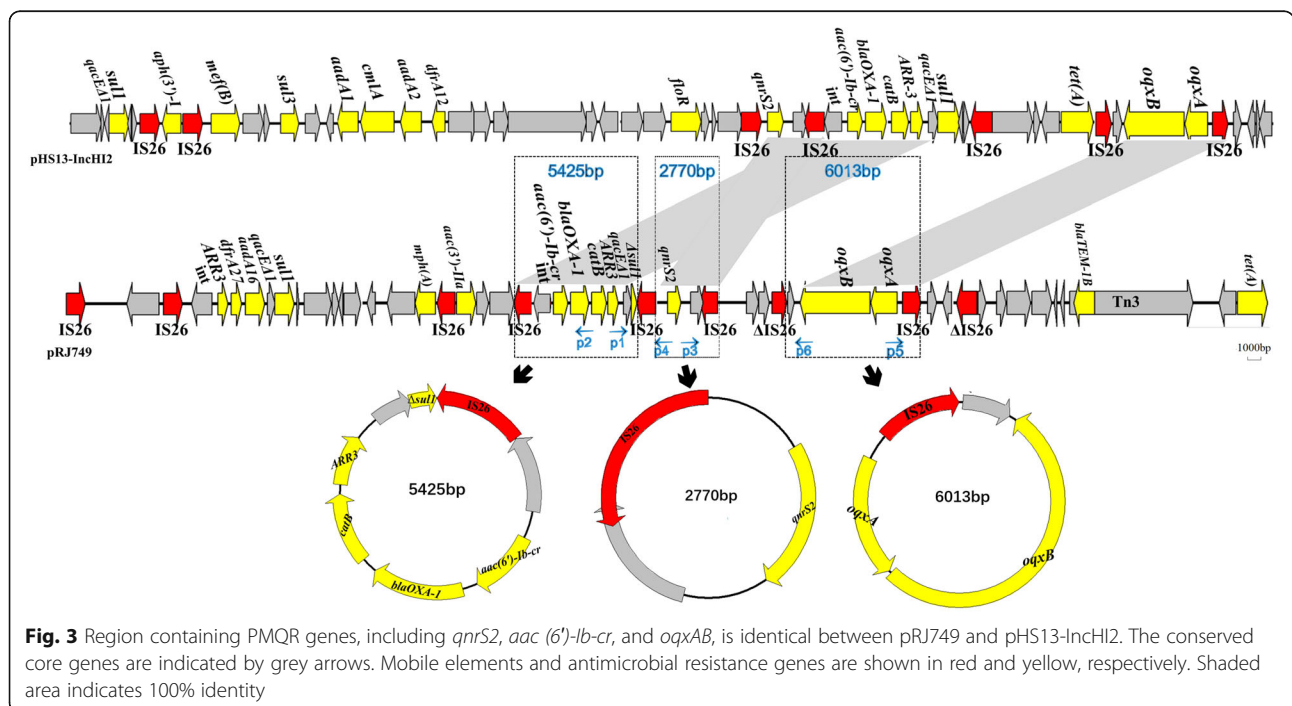 qacEΔ1
sul1
aph(3')-I
mef(B)
sul3
aadA1
cmlA
aadA2
dfrA12
floR
qnrS2
aac(6')-Ib-cr
int
blaOXA-1
catB
ARR-3
qacEΔ1
sul1
tet(A)
oqxB
oqxA
IS26
IS26
IS26
IS26
IS26
IS26
IS26
pHS13-IncHI2
5425bp
2770bp
6013bp
int
ARR3
dfrA27
aadA16
qacEΔ1
sul1
mph(A)
aac(3')-IIa
int
aac(6')-Ib-cr
blaOXA-1
catB
ARR3
qacEΔ1
Δsul1
qnrS2
oqxB
oqxA
blaTEM-1B
Tn3
tet(A)
IS26
IS26
IS26
IS26
IS26
IS26
ΔIS26
IS26
ΔIS26
pRJ749
p2
p1
p4
p3
p6
p5
1000bp
Δsul1
IS26
ARR3
catB
blaOXA-1
aac(6')-Ib-cr
5425bp
IS26
qnrS2
2770bp
IS26
oqxA
oqxB
6013bp
Fig. 3 Region containing PMQR genes, including qnrS2, aac (6')-Ib-cr, and oqxAB, is identical between pRJ749 and pHS13-IncHI2. The conserved
core genes are indicated by grey arrows. Mobile elements and antimicrobial resistance genes are shown in red and yellow, respectively. Shaded
area indicates 100% identity